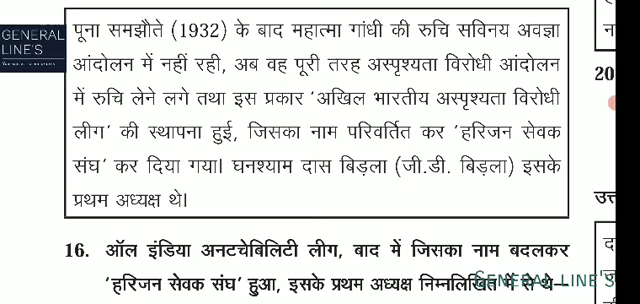 GENERAL
LINE'S
पूना समझौते (1932) के बाद महात्मा गांधी की रुचि सविनय अवज्ञा
आंदोलन में नहीं रही, अब वह पूरी तरह अस्पृश्यता विरोधी आंदोलन
में रुचि लेने लगे तथा इस प्रकार 'अखिल भारतीय अस्पृश्यता विरोधी
लीग' की स्थापना हुई, जिसका नाम परिवर्तित कर 'हरिजन सेवक
संघ' कर दिया गया। घनश्याम दास बिड़ला (जी.डी. बिड़ला) इसके
प्रथम अध्यक्ष थे।
16. ऑल इंडिया अनटचेबिलिटी लीग, बाद में जिसका नाम बदलकर
'हरिजन सेवक संघ' हुआ, इसके प्रथम अध्यक्ष निम्नलिखित में से थे–
GENERAL LINE'S
न
20
उत्त
द